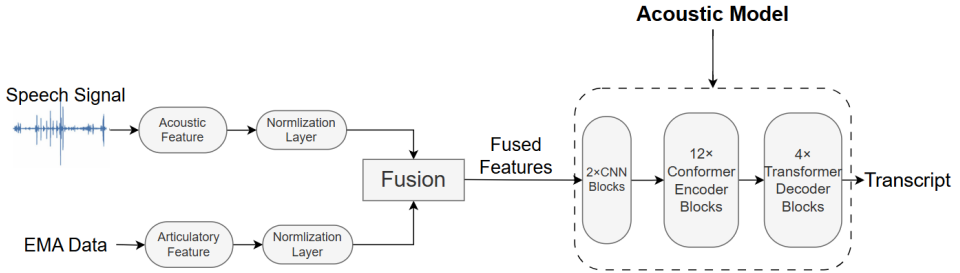 Acoustic Model
Speech Signal
Acoustic
Feature
Normlization
Layer
Fusion
Fused
Features
2×CNN
Blocks
12×
Conformer
Encoder
Blocks
4×
Transformer
Decoder
Blocks
Transcript
EMA Data
Articulatory
Feature
Normlization
Layer